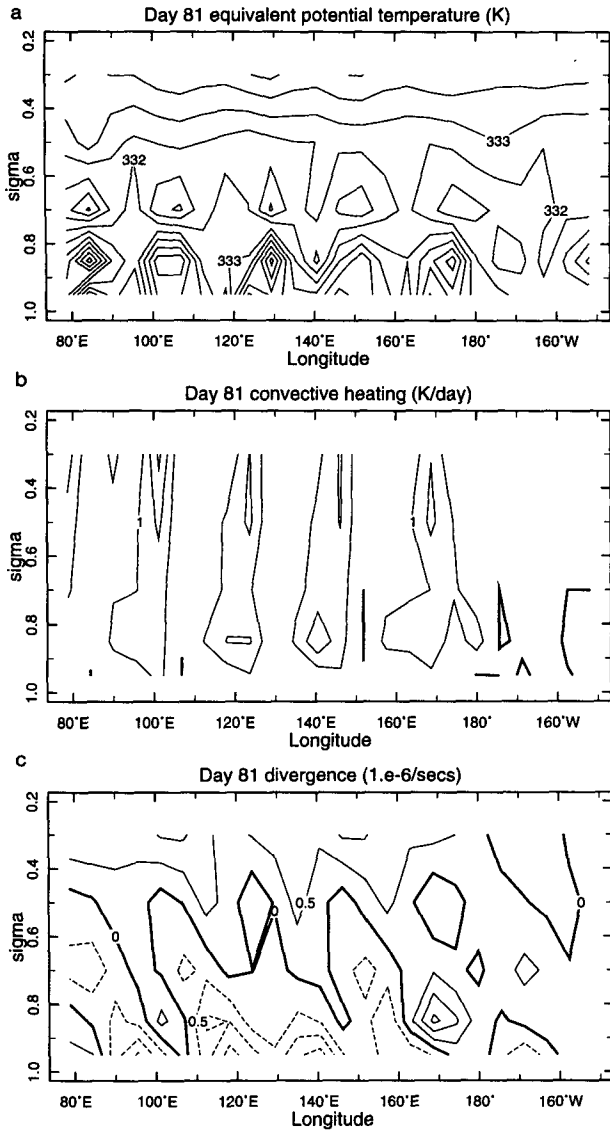 a
Day 81 equivalent potential temperature (K)
0.2
0.4
0.6
0.8
1.0
sigma
332
333
333
332
80°E 100°E 120°E 140°E 160°E 180° 160°W
Longitude
b
Day 81 convective heating (K/day)
0.2
0.4
0.6
0.8
1.0
sigma
1
1
80°E 100°E 120°E 140°E 160°E 180° 160°W
Longitude
c
Day 81 divergence (1.e-6/secs)
0.2
0.4
0.6
0.8
1.0
sigma
0
0.5
0
0
0.5
80°E 100°E 120°E 140°E 160°E 180° 160°W
Longitude